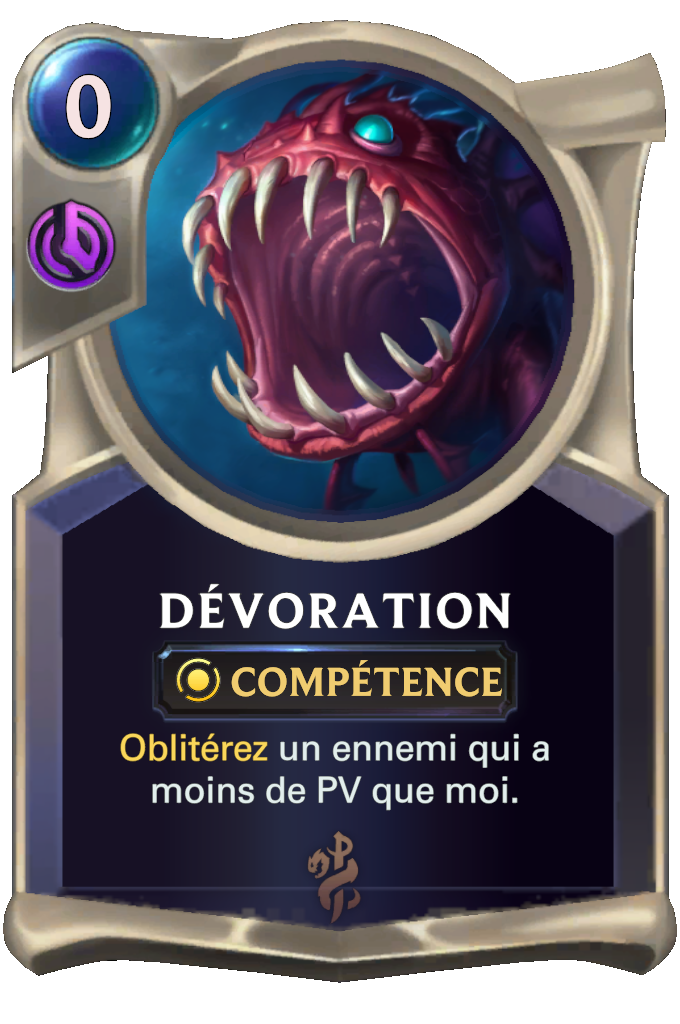 0
DÉVORATION
COMPÉTENCE
Oblitérez un ennemi qui a
moins de PV que moi.